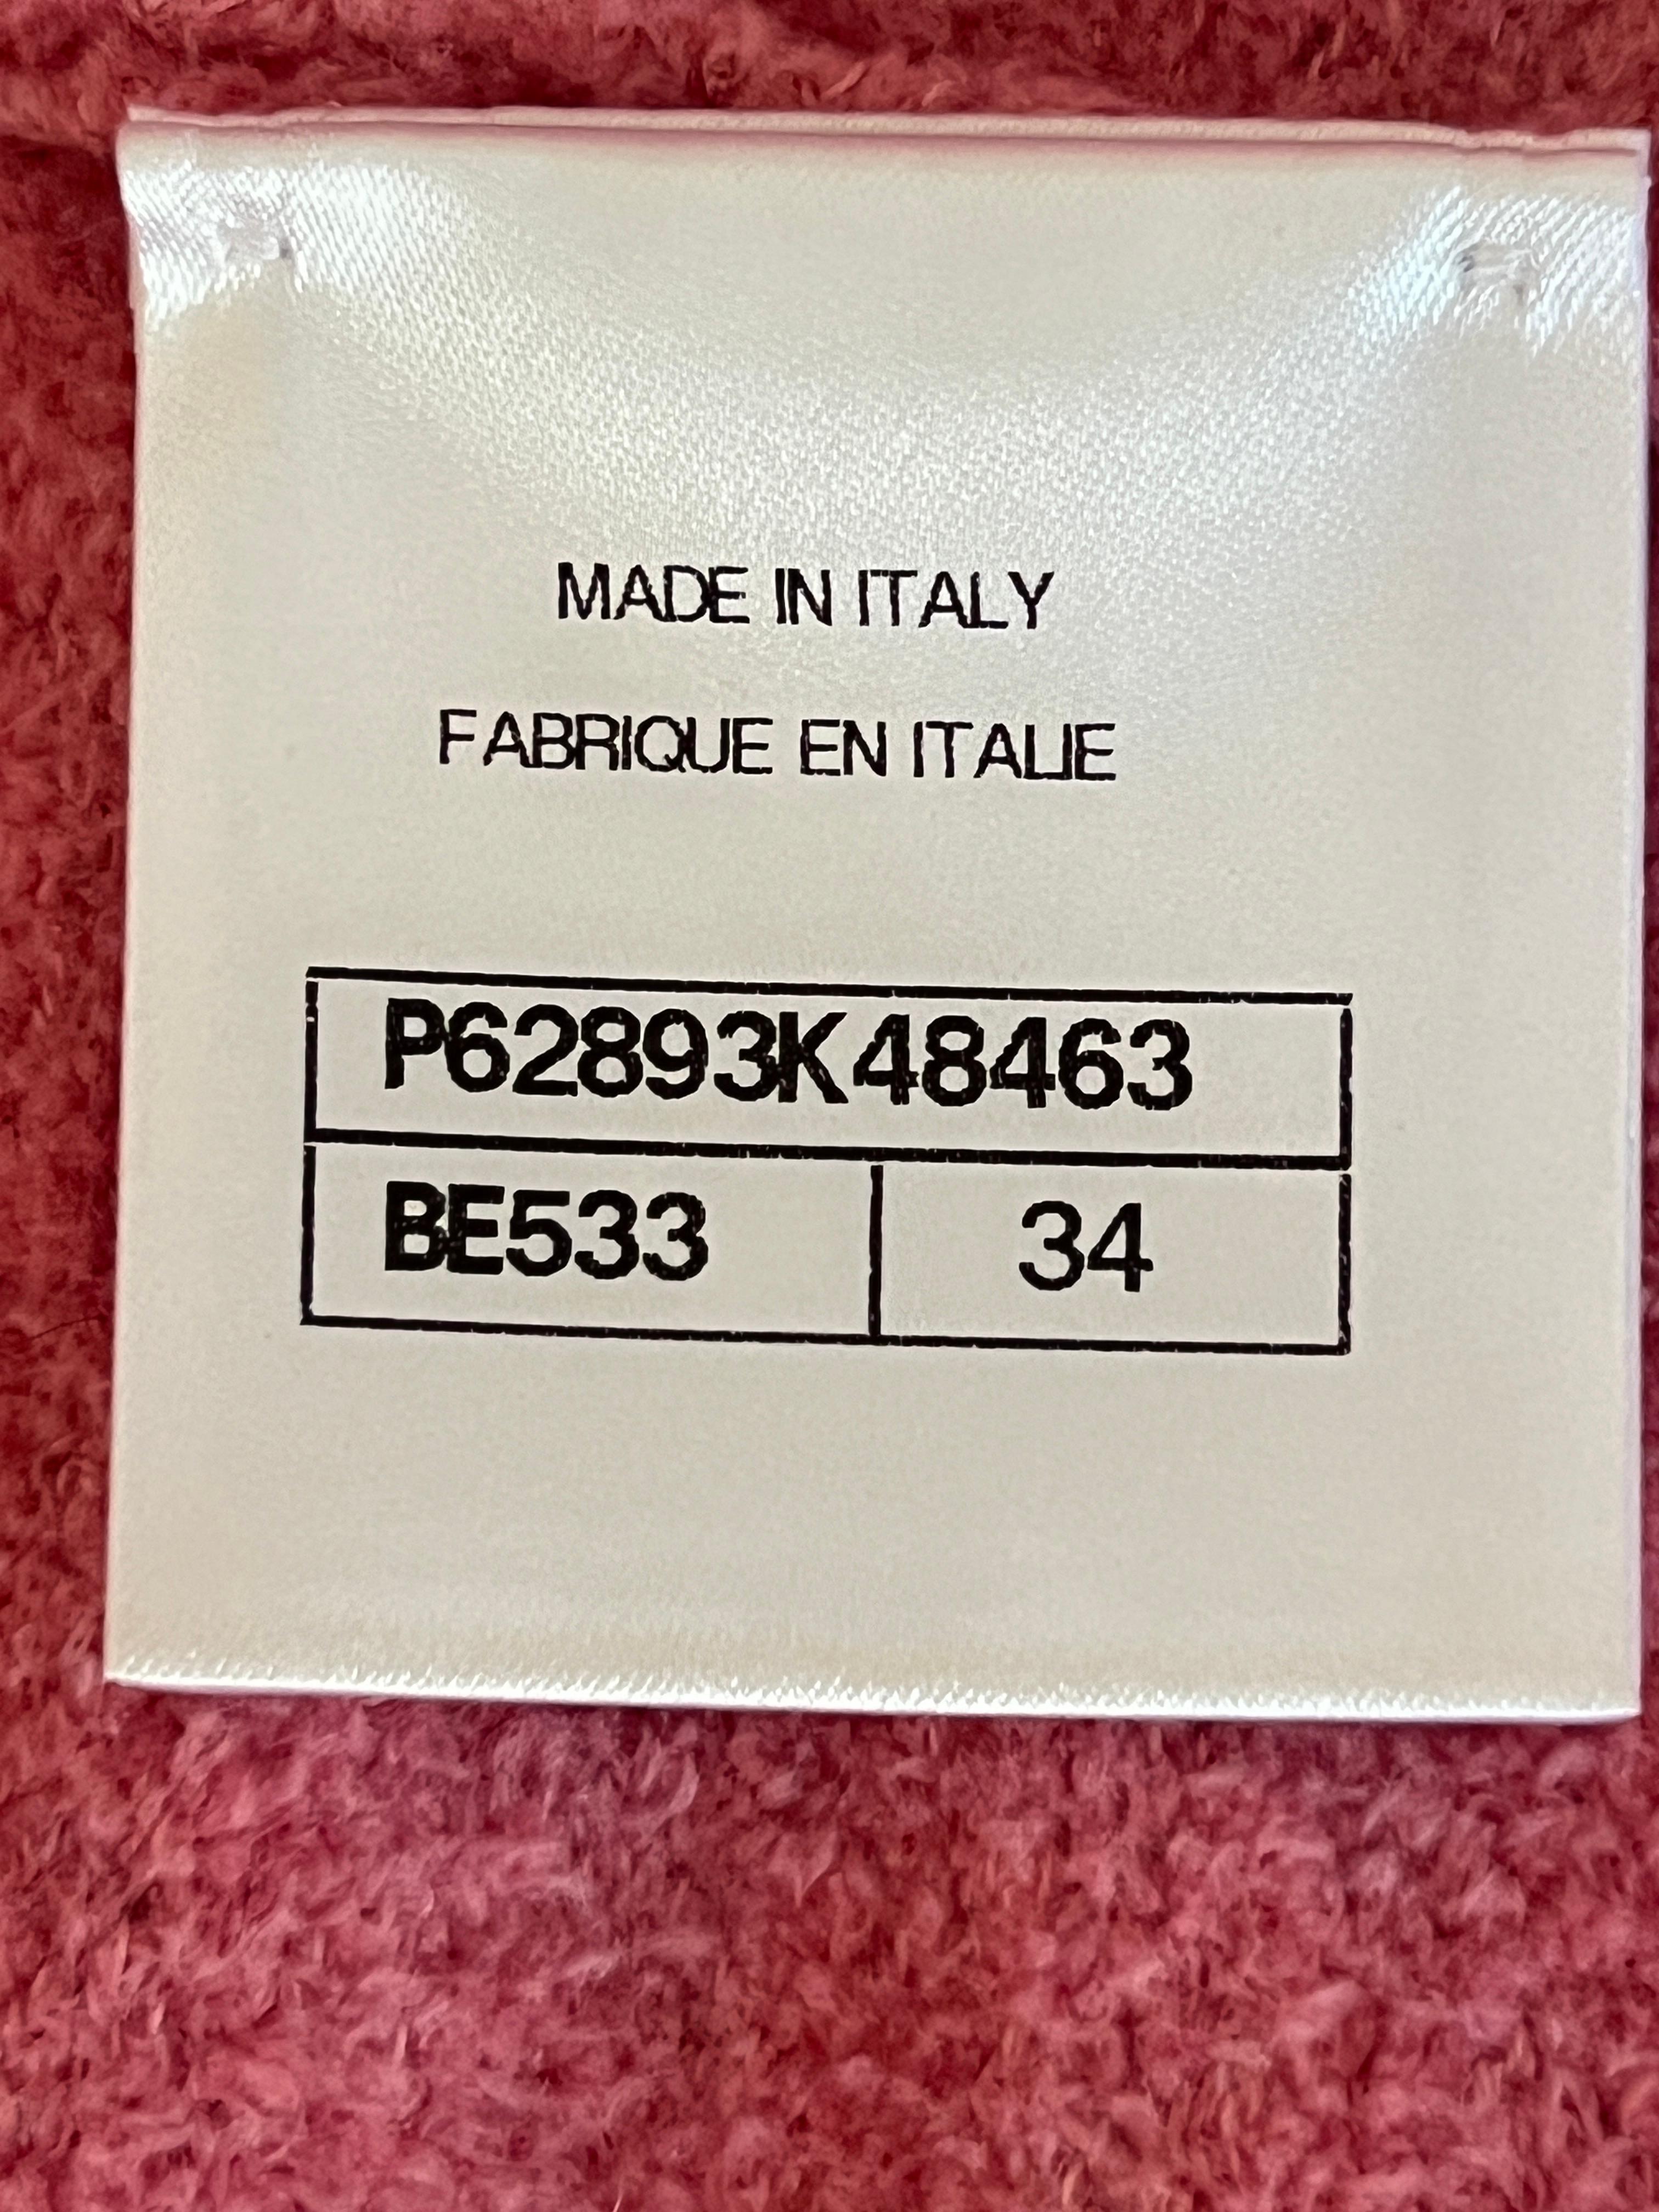 MADE IN ITALY
FABRIQUE EN ITALIE
P62893K48463
BE533 34